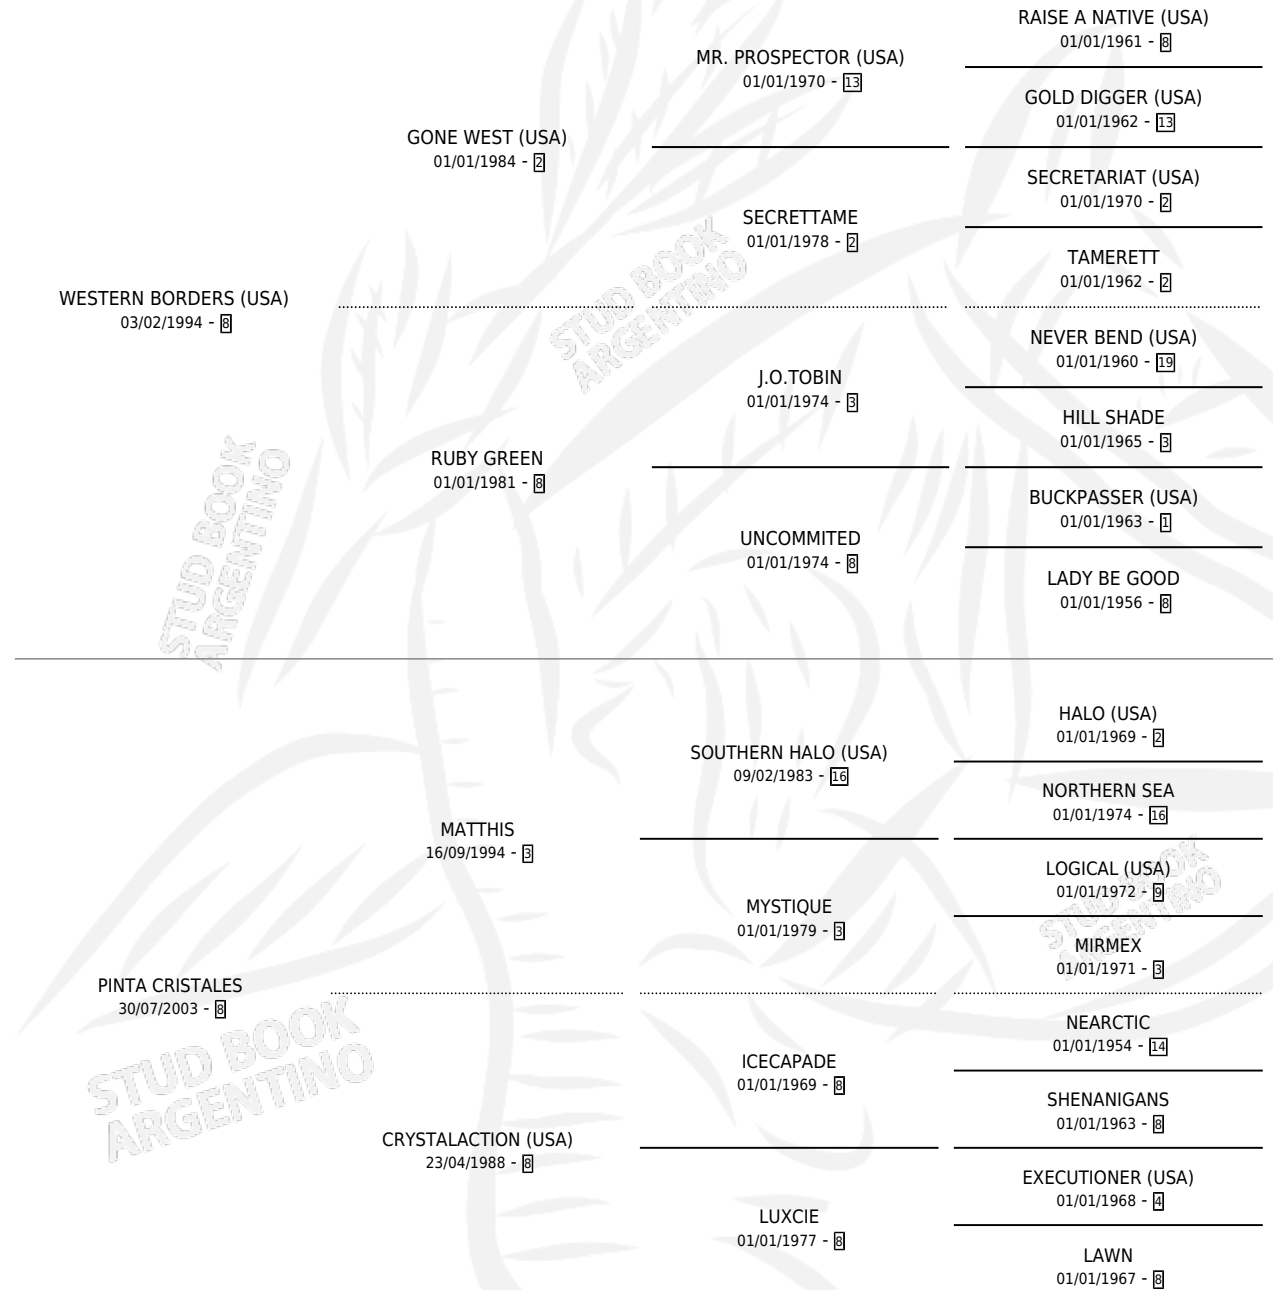 RAISE A NATIVE (USA)
01/01/1961 - 8
MR. PROSPECTOR (USA)
01/01/1970 - 13
GOLD DIGGER (USA)
01/01/1962 - 13
GONE WEST (USA)
01/01/1984 - 2
SECRETARIAT (USA)
01/01/1970 - 2
SECRETTAME
01/01/1978 - 2
TAMERETT
01/01/1962 - 2
WESTERN BORDERS (USA)
03/02/1994 - 8
NEVER BEND (USA)
01/01/1960 - 19
J.O.TOBIN
01/01/1974 - 3
HILL SHADE
01/01/1965 - 3
RUBY GREEN
01/01/1981 - 8
BUCKPASSER (USA)
01/01/1963 - 1
UNCOMMITED
01/01/1974 - 8
LADY BE GOOD
01/01/1956 - 8
HALO (USA)
01/01/1969 - 2
SOUTHERN HALO (USA)
09/02/1983 - 16
NORTHERN SEA
01/01/1974 - 16
MATTHIS
16/09/1994 - 3
LOGICAL (USA)
01/01/1972 - 9
MYSTIQUE
01/01/1979 - 3
MIRMEX
01/01/1971 - 3
PINTA CRISTALES
30/07/2003 - 8
NEARCTIC
01/01/1954 - 14
ICECAPADE
01/01/1969 - 8
SHENANIGANS
01/01/1963 - 8
CRYSTALACTION (USA)
23/04/1988 - 8
EXECUTIONER (USA)
01/01/1968 - 4
LUXCIE
01/01/1977 - 8
LAWN
01/01/1967 - 8
STUD BOOK
ARGENTINO
STUD BOOK
ARGENTINO
STUD BOOK
ARGENTINO
STUD BOOK
ARGENTINO